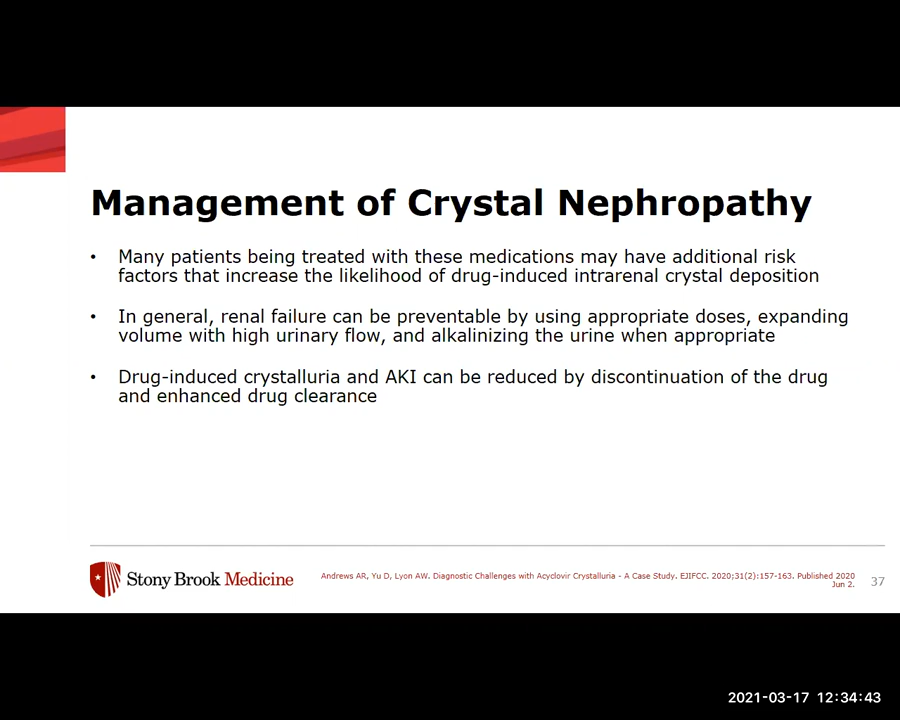 Management of Crystal Nephropathy
• Many patients being treated with these medications may have additional risk
factors that increase the likelihood of drug-induced intrarenal crystal deposition
• In general, renal failure can be preventable by using appropriate doses, expanding
volume with high urinary flow, and alkalinizing the urine when appropriate
• Drug-induced crystalluria and AKI can be reduced by discontinuation of the drug
and enhanced drug clearance
Stony Brook Medicine
Andrews AR, Yu D, Lyon AW. Diagnostic Challenges with Acyclovir Crystalluria - A Case Study. EJIFCC. 2020;31(2):157-163. Published 2020
Jun 2.
37
2021-03-17 12:34:43